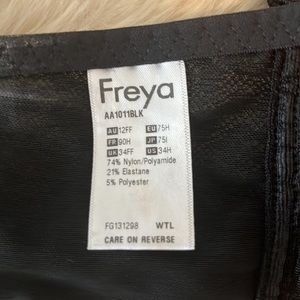 Freya
AA1011BLK
AU 12FF EU 75H
FR 90H JP 75I
UK 34FF US 34H
74% Nylon/Polyamide
21% Elastane
5% Polyester
FG131298 WTL
CARE ON REVERSE